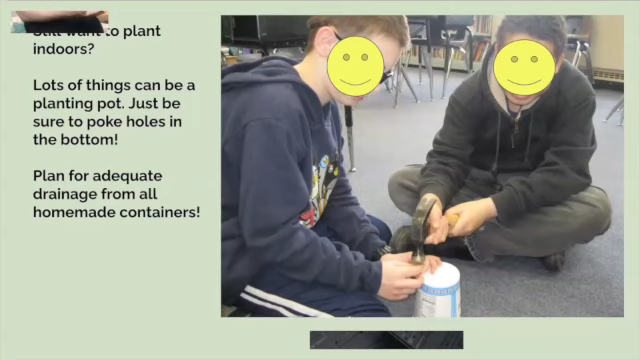 Still want to plant
indoors?
Lots of things can be a
planting pot. Just be
sure to poke holes in
the bottom!
Plan for adequate
drainage from all
homemade containers!